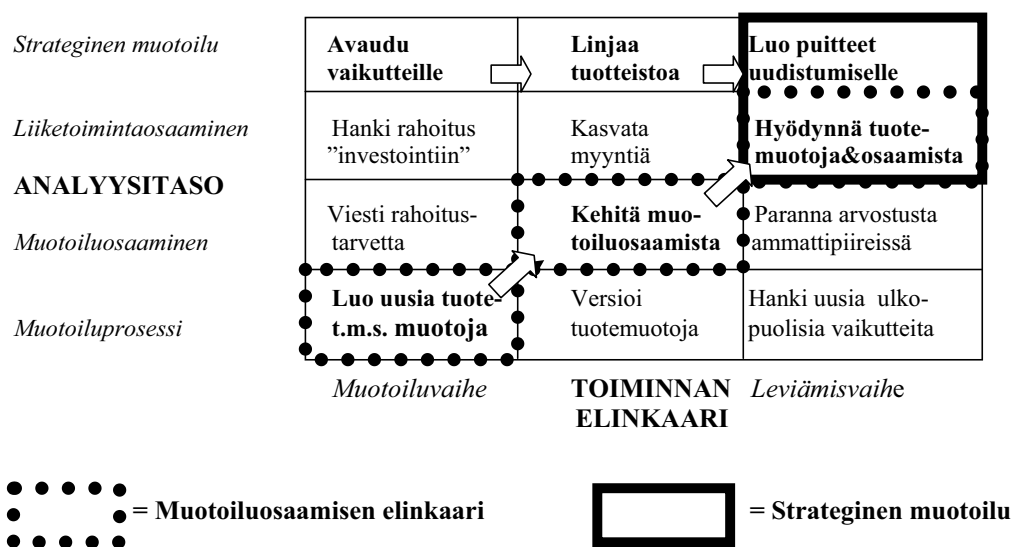 Strateginen muotoilu
Avaudu
vaikutteille
Linjaa
tuotteistoa
Luo puitteet
uudistumiselle
Liiketoimintaosaaminen
Hanki rahoitus
”investointiin”
Kasvata
myyntiä
Hyödynnä tuote-
muotoja&osaamista
ANALYYSITASO
Muotoiluosaaminen
Viesti rahoitus-
tarvetta
Kehitä muo-
toiluosaamista
Paranna arvostusta
ammattipiireissä
Muotoiluprosessi
Luo uusia tuote-
t.m.s. muotoja
Versioi
tuotemuotoja
Hanki uusia ulko-
puolisia vaikutteita
Muotoiluvaihe
TOIMINNAN
ELINKAARI
Leviämisvaihe
= Muotoiluosaamisen elinkaari
= Strateginen muotoilu